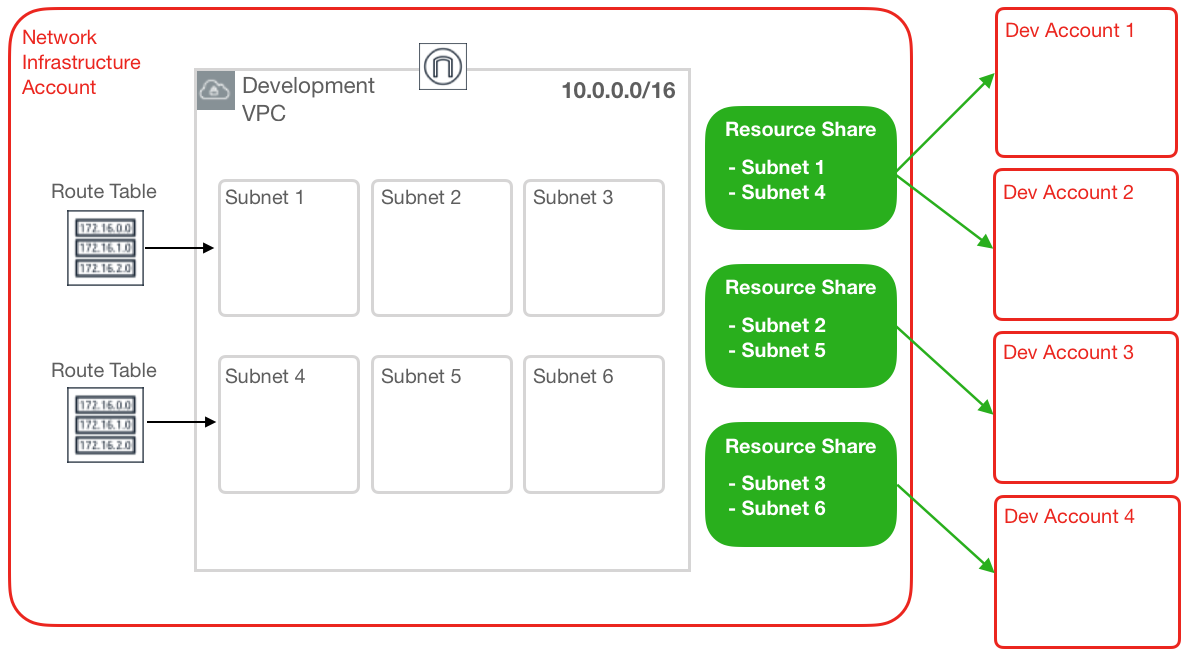 Network
Infrastructure
Account
Development
VPC
10.0.0.0/16
Route Table
172.16.0.0
172.16.1.0
172.16.2.0
Subnet 1
Subnet 2
Subnet 3
Route Table
172.16.0.0
172.16.1.0
172.16.2.0
Subnet 4
Subnet 5
Subnet 6
Resource Share
- Subnet 1
- Subnet 4
Resource Share
- Subnet 2
- Subnet 5
Resource Share
- Subnet 3
- Subnet 6
Dev Account 1
Dev Account 2
Dev Account 3
Dev Account 4